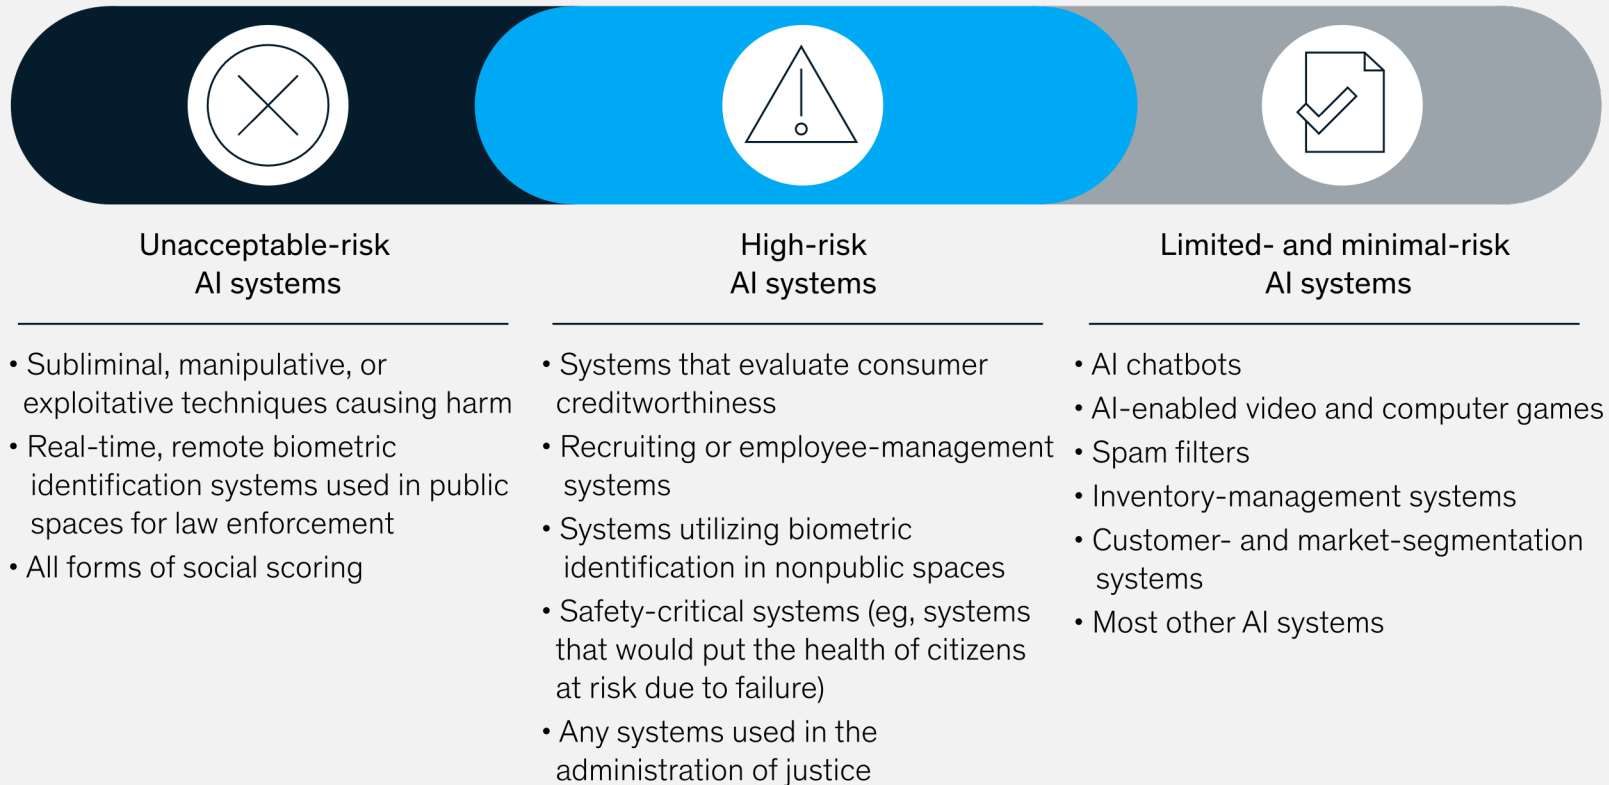 Unacceptable-risk
AI systems
• Subliminal, manipulative, or
exploitative techniques causing harm
• Real-time, remote biometric
identification systems used in public
spaces for law enforcement
• All forms of social scoring
High-risk
AI systems
• Systems that evaluate consumer
creditworthiness
• Recruiting or employee-management
systems
• Systems utilizing biometric
identification in nonpublic spaces
• Safety-critical systems (eg, systems
that would put the health of citizens
at risk due to failure)
• Any systems used in the
administration of justice
Limited- and minimal-risk
AI systems
• AI chatbots
• AI-enabled video and computer games
• Spam filters
• Inventory-management systems
• Customer- and market-segmentation
systems
• Most other AI systems